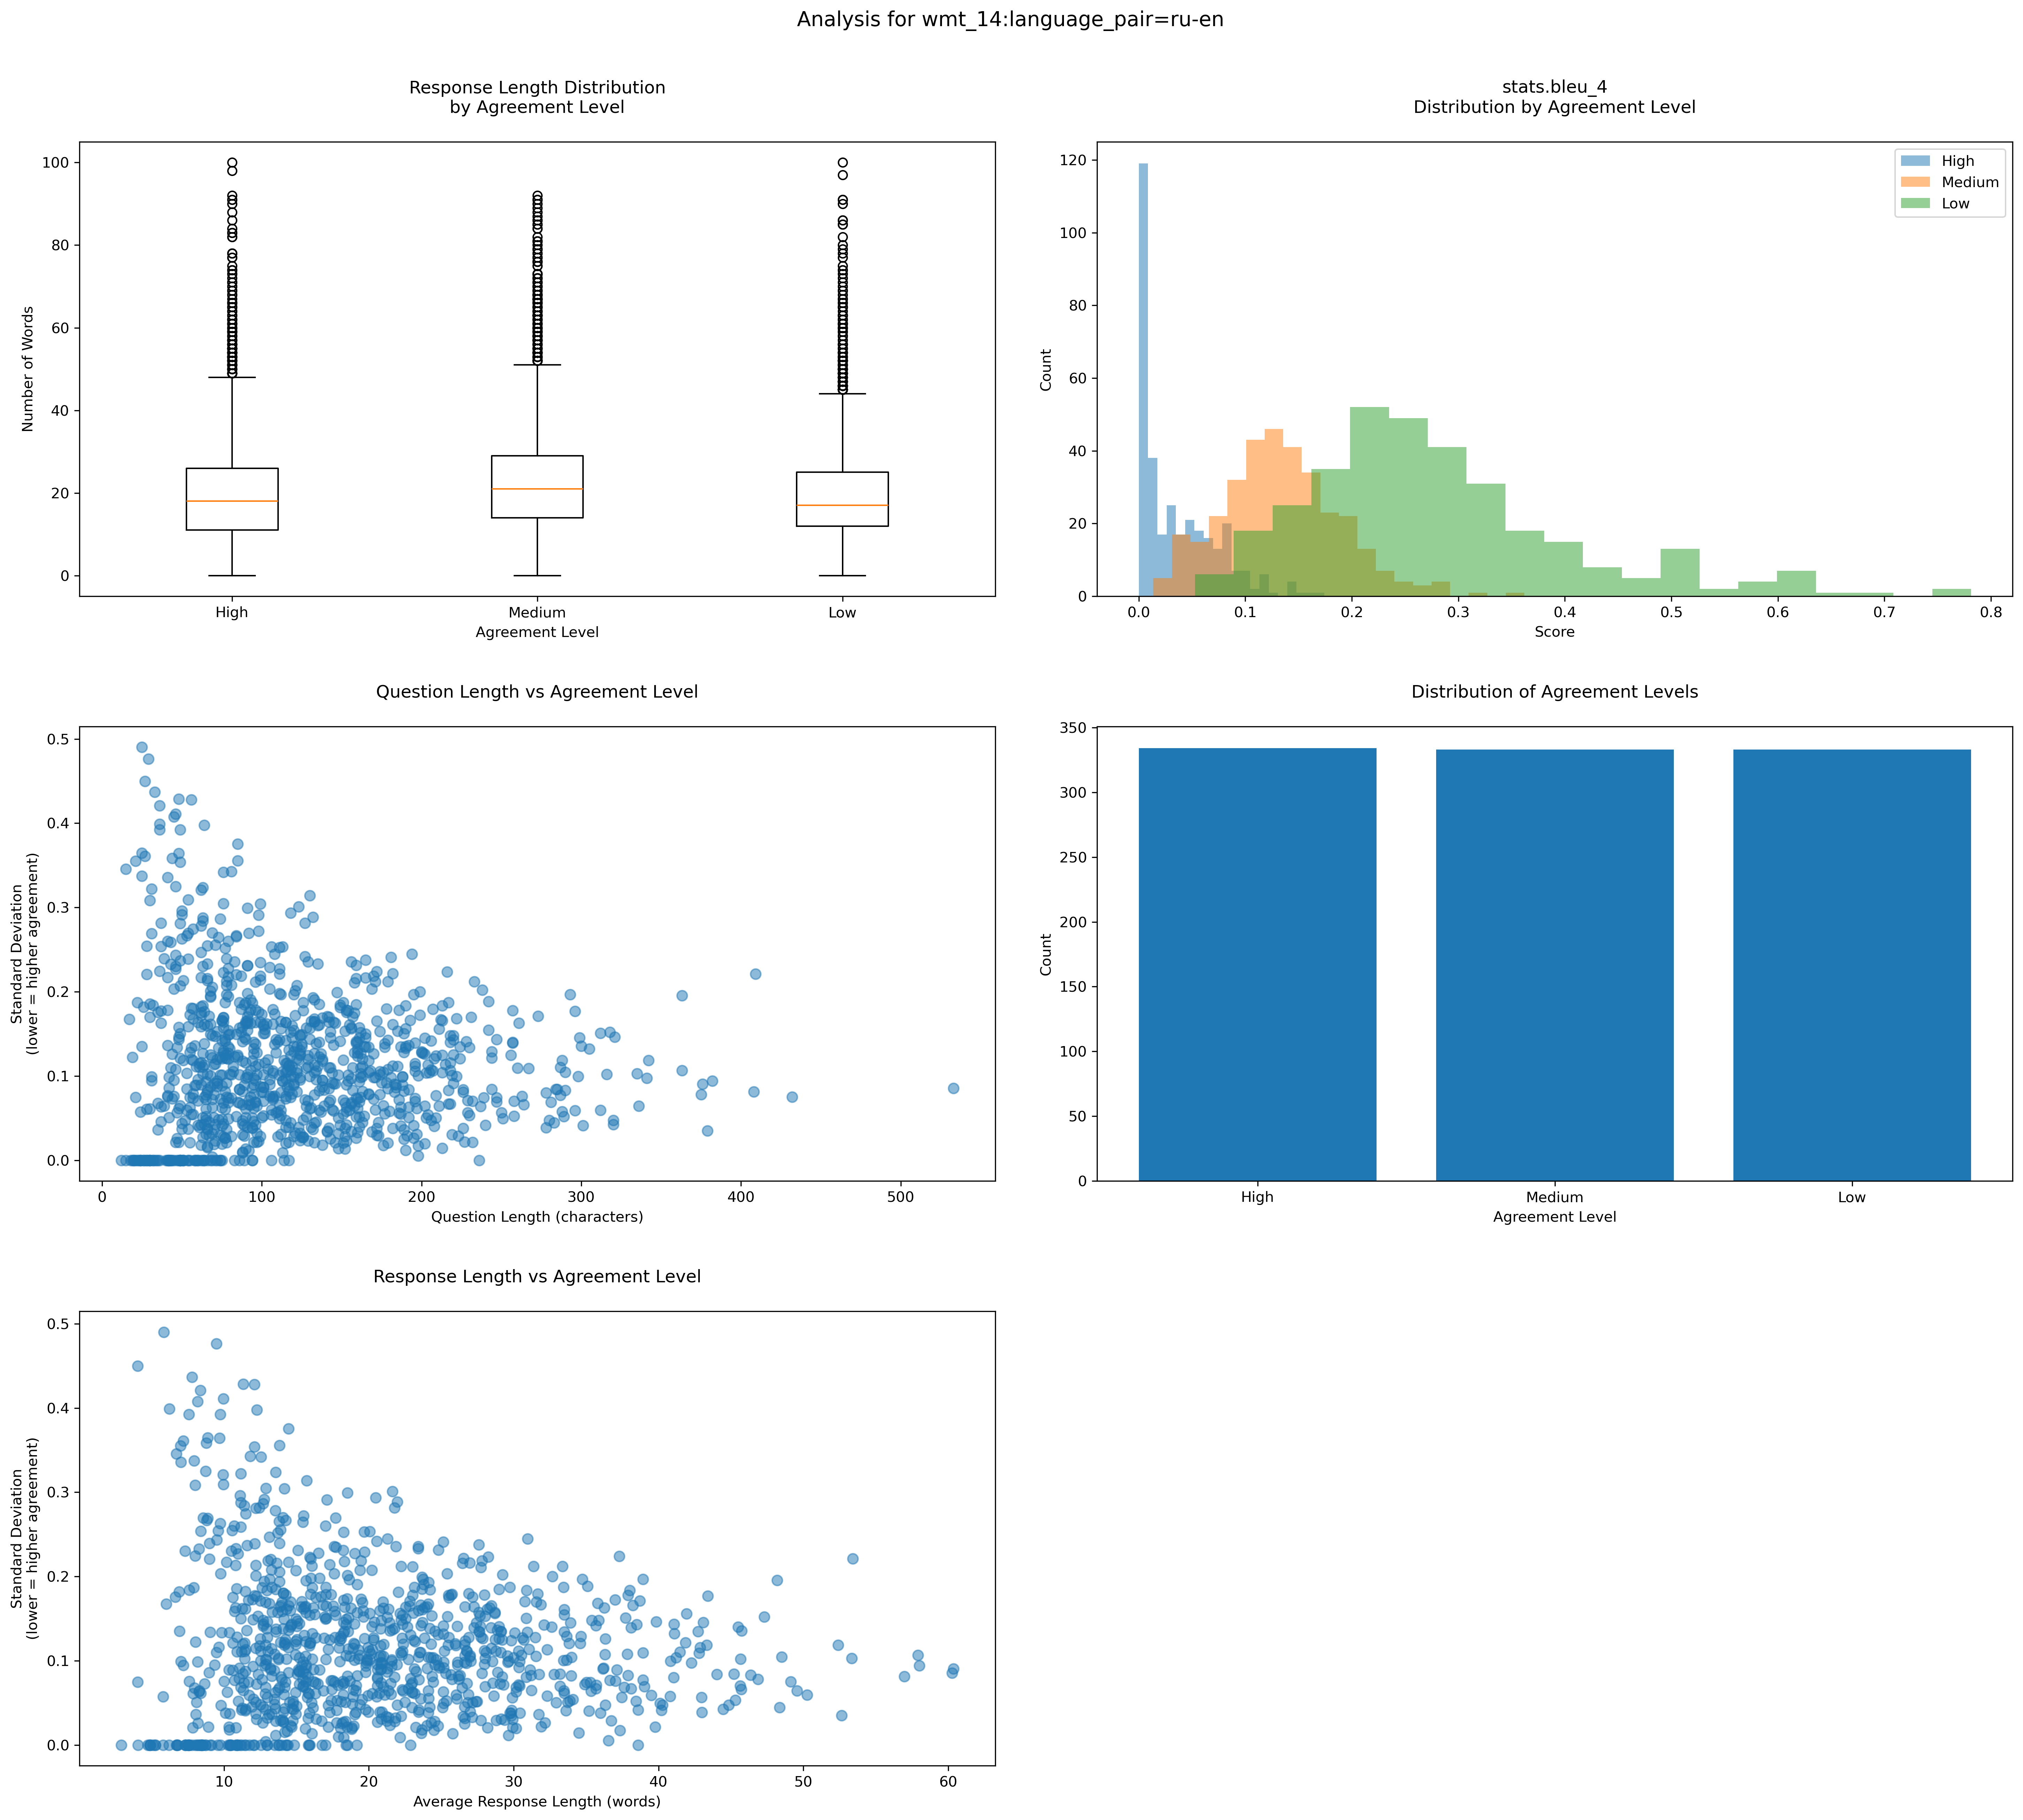 Analysis for wmt_14:language_pair=ru-en
Response Length Distribution
by Agreement Level
100
80
60
40
20
0
Number of Words
High
Medium
Low
Agreement Level
stats.bleu_4
Distribution by Agreement Level
120
100
80
60
40
20
0
Count
High
Medium
Low
0.0
0.1
0.2
0.3
0.4
0.5
0.6
0.7
0.8
Score
Question Length vs Agreement Level
0.5
0.4
0.3
0.2
0.1
0.0
Standard Deviation
(lower = higher agreement)
0
100
200
300
400
500
Question Length (characters)
Distribution of Agreement Levels
350
300
250
200
150
100
50
0
Count
High
Medium
Low
Agreement Level
Response Length vs Agreement Level
0.5
0.4
0.3
0.2
0.1
0.0
Standard Deviation
(lower = higher agreement)
10
20
30
40
50
60
Average Response Length (words)